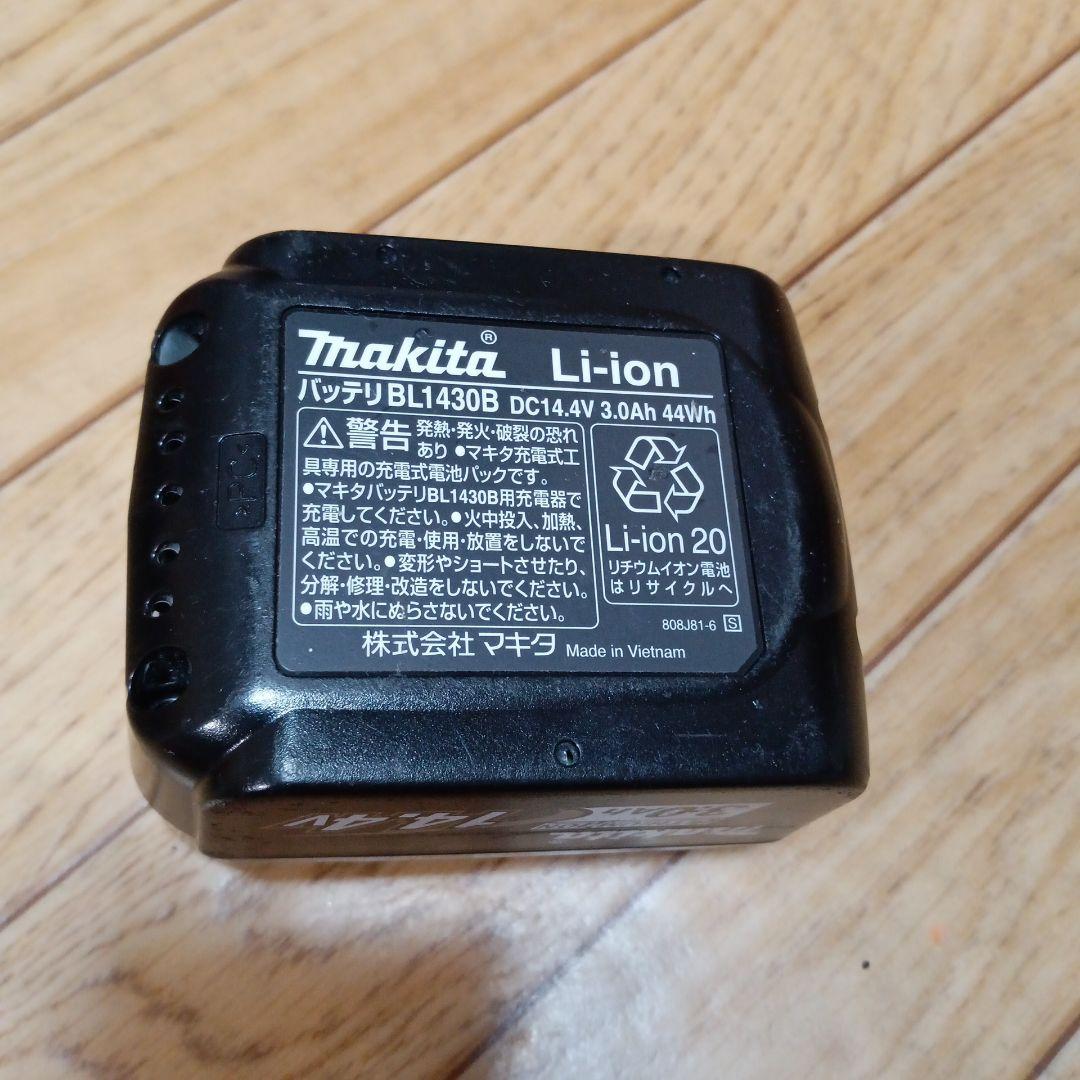 makita® Li-ion
バッテリ BL1430B DC14.4V 3.0Ah 44Wh
⚠警告 発熱・発火・破裂の恐れ
あり ●マキタ充電式工
具専用の充電式電池パックです。
●マキタバッテリBL1430B用充電器で
充電してください。●火中投入、加熱、
高温での充電・使用・放置をしないで
ください。●変形やショートさせたり、
分解・修理・改造をしないでください。
●雨や水にぬらさないでください。
Li-ion 20
リチウムイオン電池
はリサイクルへ
808J81-6 S
株式会社 マキタ Made in Vietnam
PC
14.4V
makita